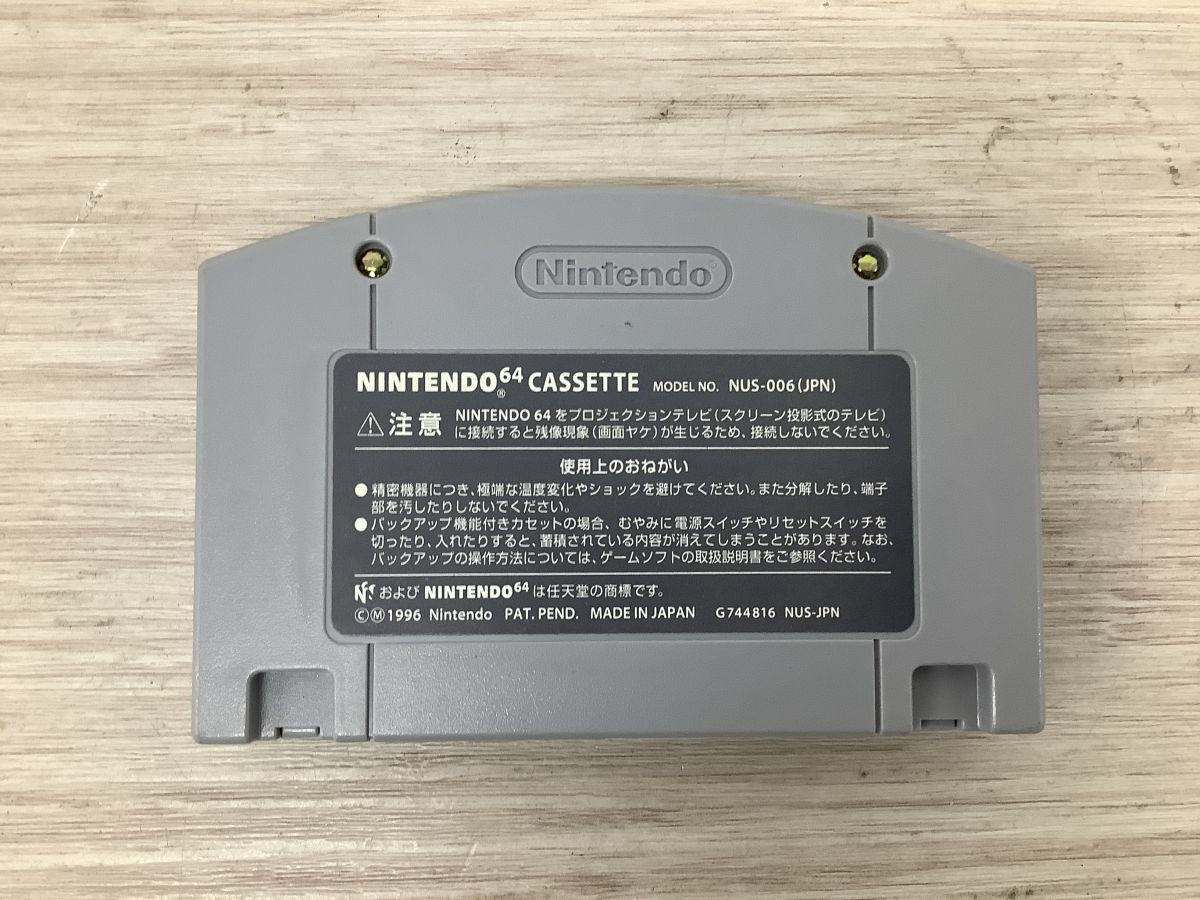 Nintendo®
NINTENDO64® CASSETTE MODEL NO. NUS-006(JPN)
注意 NINTENDO 64 をプロジェクションテレビ(スクリーン投影式のテレビ)
に接続すると残像現象(画面ヤケ)が生じるため、接続しないでください。
使用上のおねがい
●精密機器につき、極端な温度変化やショックを避けてください。また分解したり、端子
部を汚したりしないでください。
●バックアップ機能付きカセットの場合、むやみに電源スイッチやリセットスイッチを
切ったり、入れたりすると、蓄積されている内容が消えてしまうことがあります。なお、
バックアップの操作方法については、ゲームソフトの取扱説明書をご参照ください。
および NINTENDO64 は任天堂の商標です。
©Ⓜ1996 Nintendo PAT. PEND. MADE IN JAPAN G744816 NUS-JPN